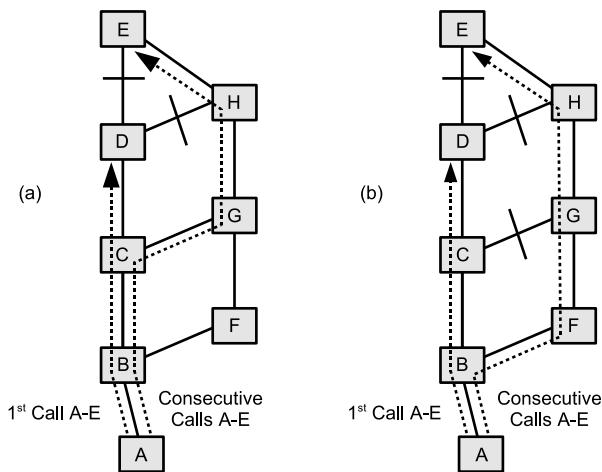 E
H
D
(a)
G
C
F
B
1st Call A-E
Consecutive
Calls A-E
A
E
H
D
(b)
G
C
F
B
1st Call A-E
Consecutive
Calls A-E
A